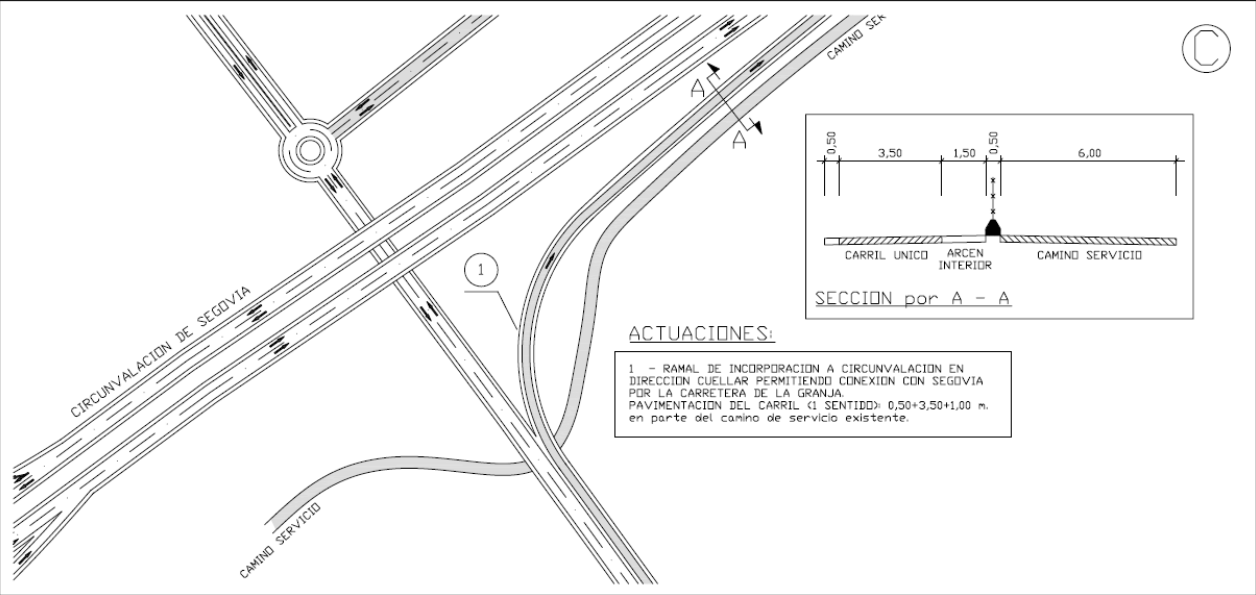 CAMINO SER
C
A
A
0,50
3,50
1,50
0,50
6,00
CARRIL UNICO
ARCEN
INTERIOR
CAMINO SERVICIO
SECCION por A - A
1
CIRCUNVALACION DE SEGOVIA
ACTUACIONES:
1 - RAMAL DE INCORPORACION A CIRCUNVALACION EN
DIRECCION CUELLAR PERMITIENDO CONEXION CON SEGOVIA
POR LA CARRETERA DE LA GRANJA.
PAVIMENTACION DEL CARRIL (1 SENTIDO): 0,50+3,50+1,00 m.
en parte del camino de servicio existente.
CAMINO SERVICIO